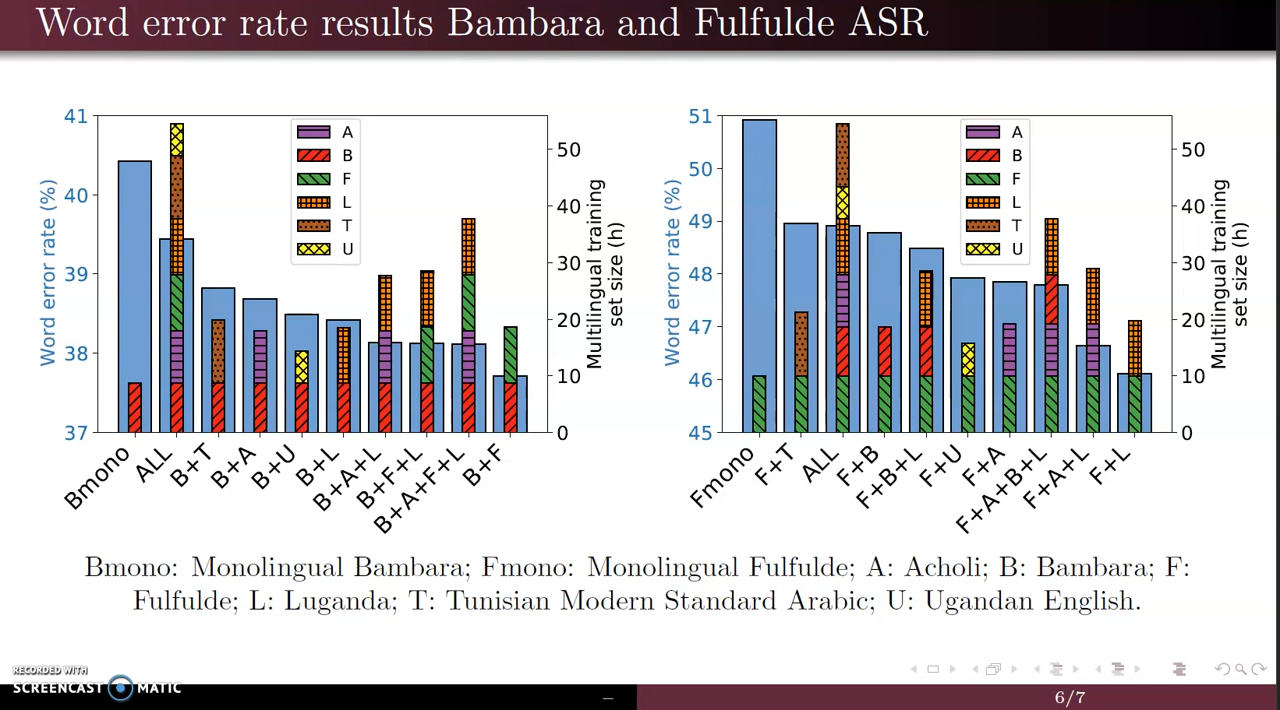 Word error rate results Bambara and Fulfulde ASR
41
40
39
38
37
Word error rate (%)
A
B
F
L
T
U
50
40
30
20
10
0
Multilingual training
set size (h)
Bmono
ALL
B+T
B+A
B+U
B+L
B+A+L
B+F+L
B+A+F+L
B+F
51
50
49
48
47
46
45
Word error rate (%)
A
B
F
L
T
U
50
40
30
20
10
0
Multilingual training
set size (h)
Fmono
F+T
ALL
F+B
F+B+L
F+U
F+A
F+A+B+L
F+A+L
F+L
Bmono: Monolingual Bambara; Fmono: Monolingual Fulfulde; A: Acholi; B: Bambara; F:
Fulfulde; L: Luganda; T: Tunisian Modern Standard Arabic; U: Ugandan English.
RECORDED WITH
SCREENCAST MATIC
6/7